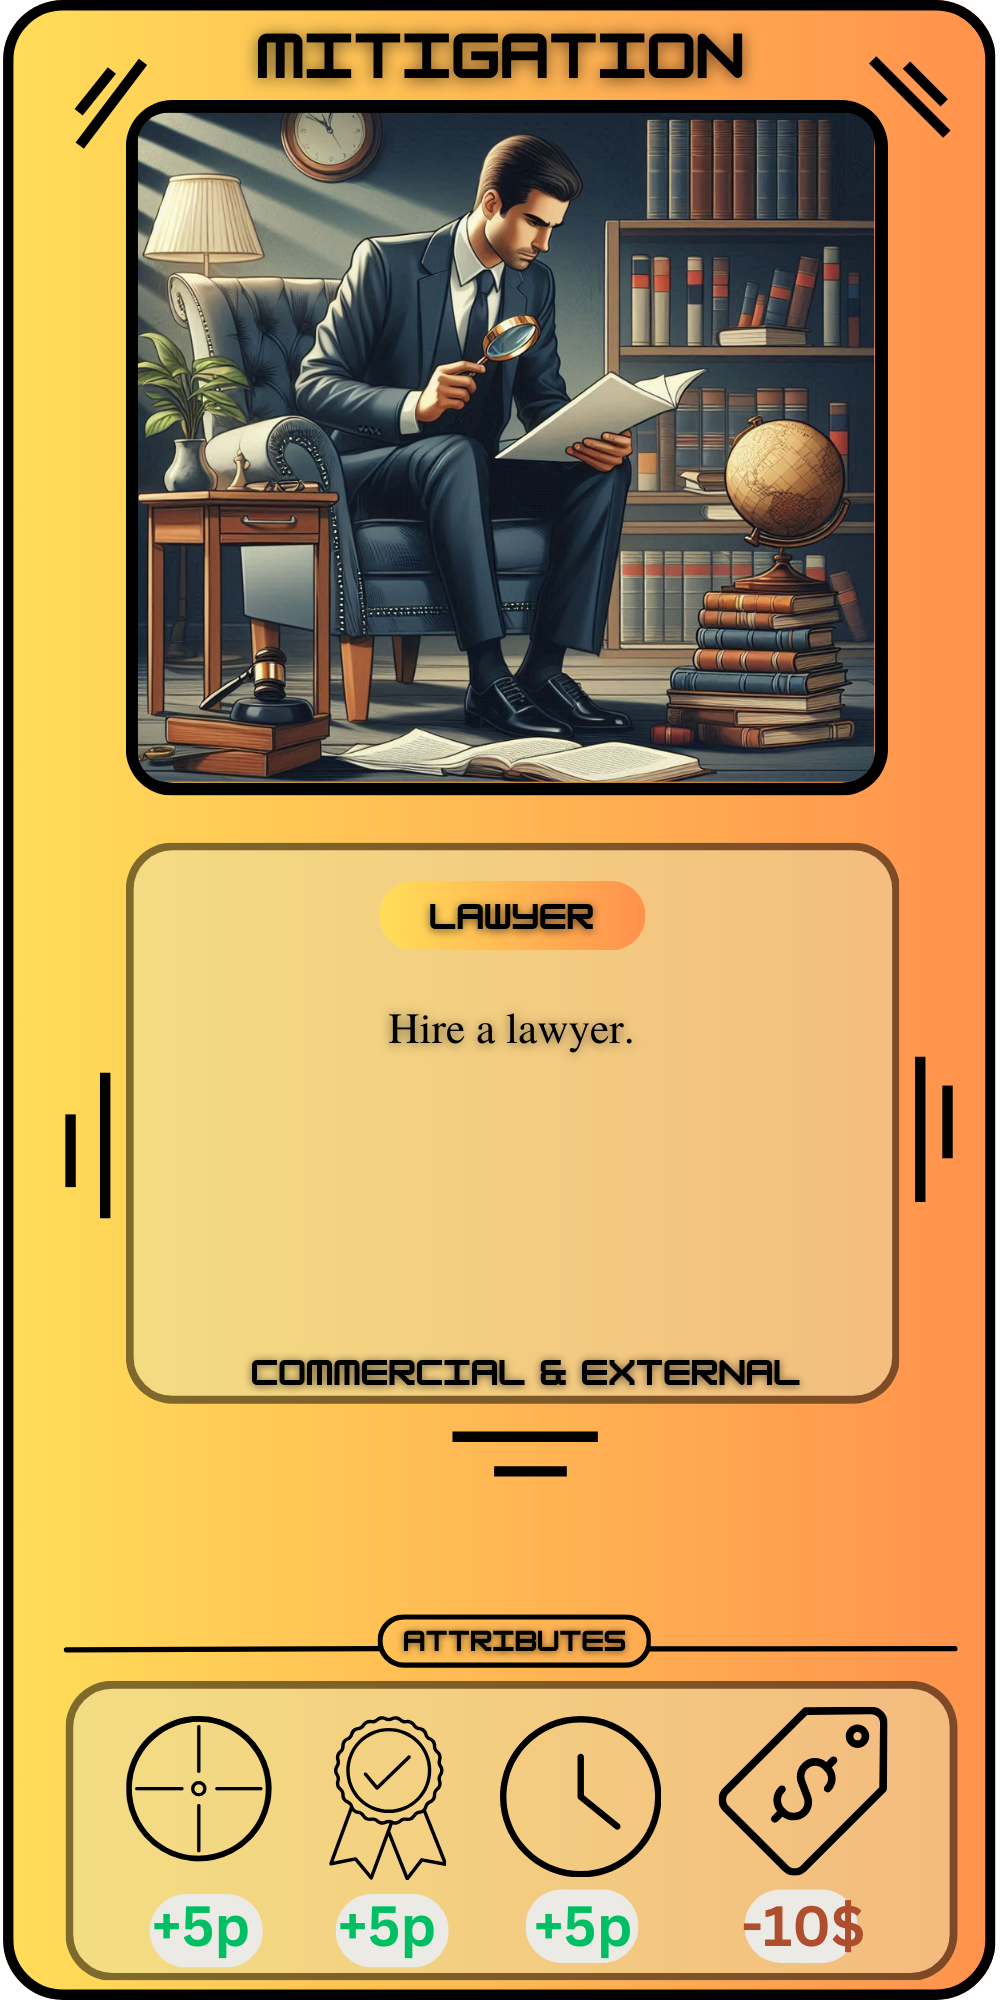 MITIGATION
LAWYER
Hire a lawyer.
COMMERCIAL & EXTERNAL
ATTRIBUTES
+5p +5p +5p -10$